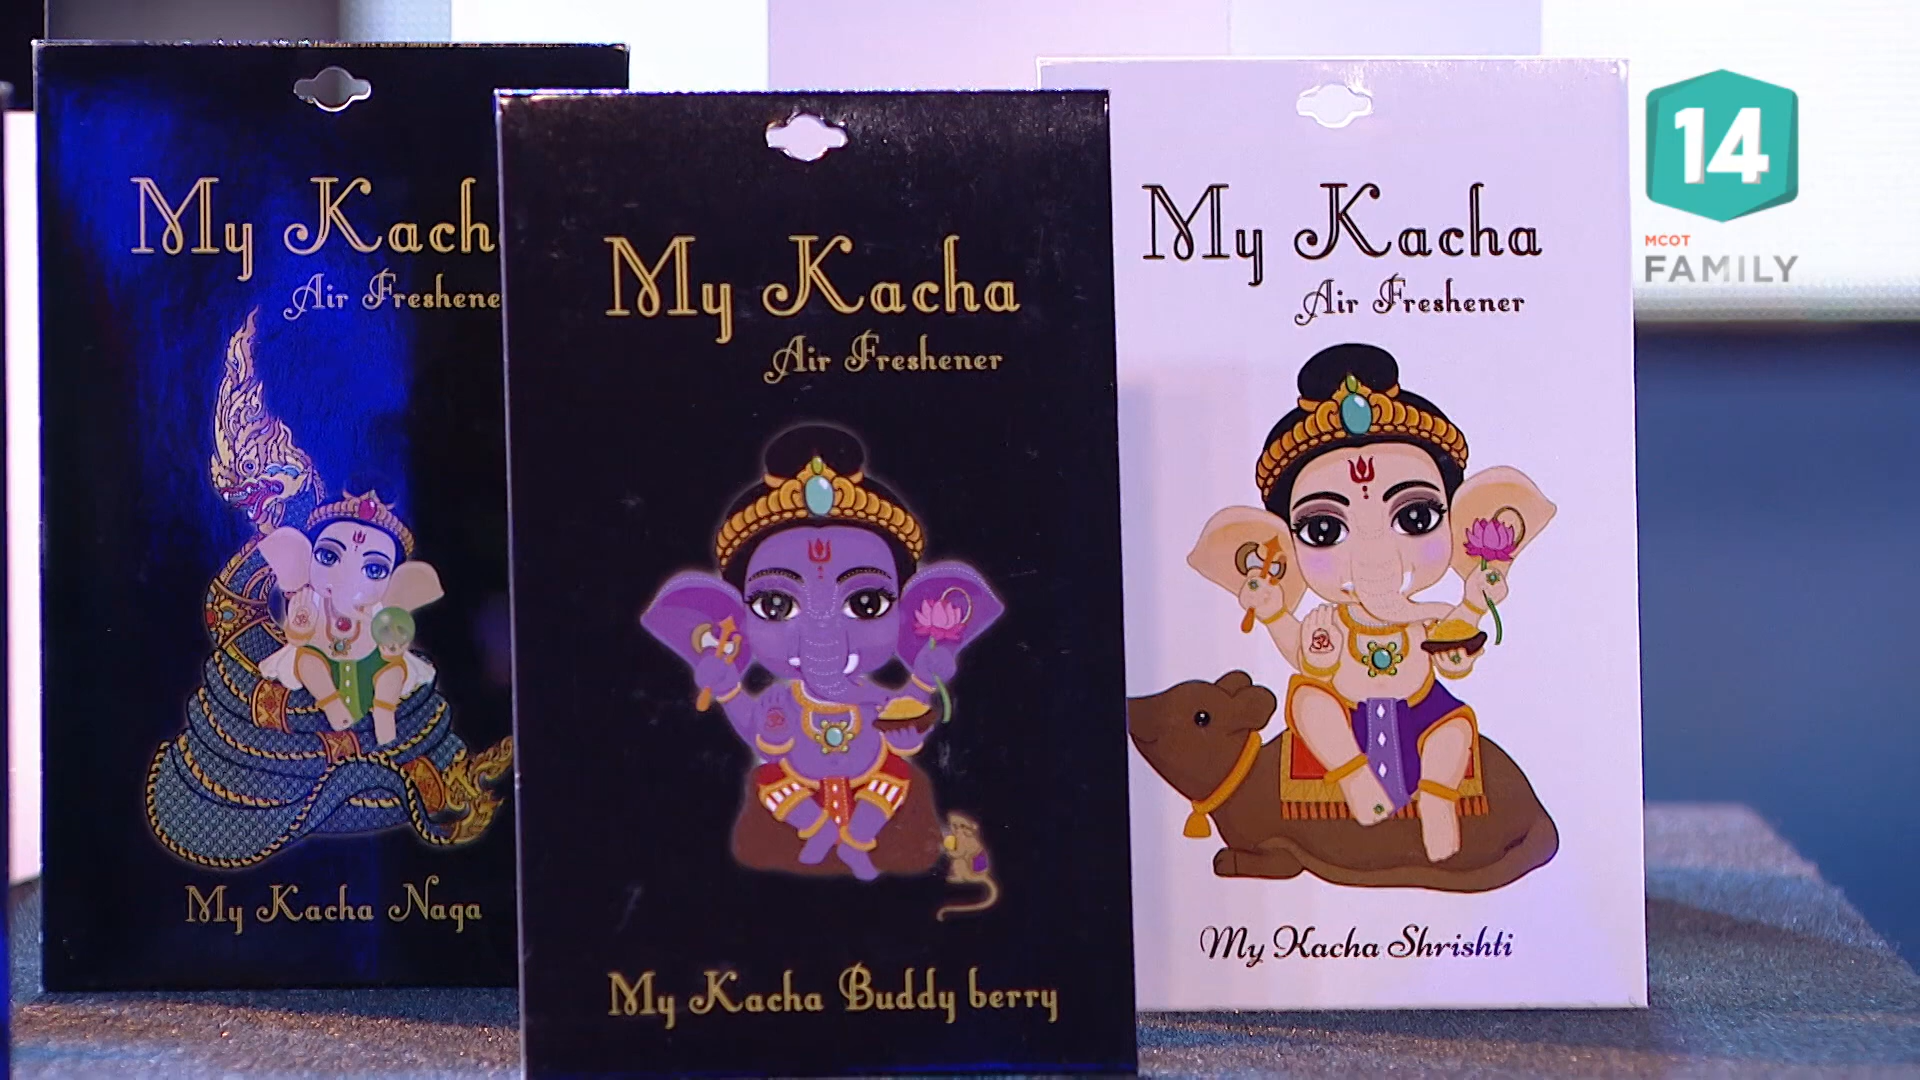 My Kach
Air Freshene
My Kacha Naga
My Kacha
Air Freshener
My Kacha Buddy berry
My Kacha
Air Freshener
My Kacha Shrishti
14
MCOT
FAMILY